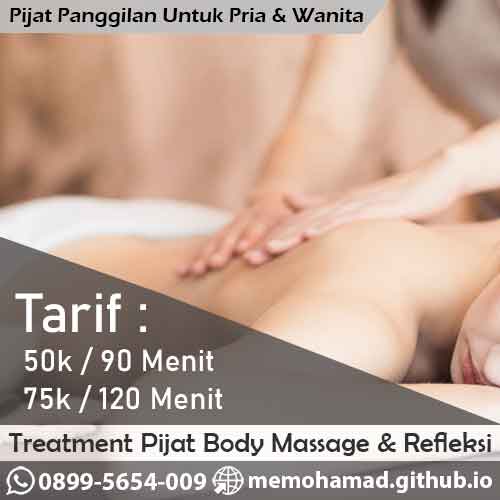 Pijat Panggilan Untuk Pria & Wanita
Tarif :
50k / 90 Menit
75k / 120 Menit
Treatment Pijat Body Massage & Refleksi
0899-5654-009 memohamad.github.io